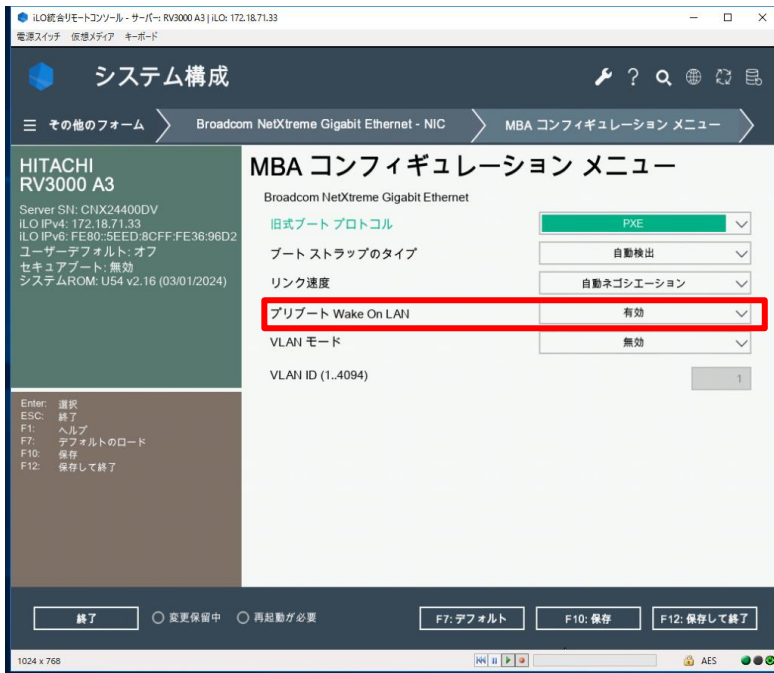 iLO統合リモートコンソール - サーバー: RV3000 A3 | iLO: 172.18.71.33
電源スイッチ 仮想メディア キーボード
システム構成
その他のフォーム Broadcom NetXtreme Gigabit Ethernet - NIC MBA コンフィギュレーション メニュー
HITACHI
RV3000 A3
Server SN: CNX24400DV
iLO IPv4: 172.18.71.33
iLO IPv6: FE80::5EED:8CFF:FE36:96D2
ユーザーデフォルト: オフ
セキュアブート: 無効
システムROM: U54 v2.16 (03/01/2024)
Enter: 選択
ESC: 終了
F1: ヘルプ
F7: デフォルトのロード
F10: 保存
F12: 保存して終了
MBA コンフィギュレーション メニュー
Broadcom NetXtreme Gigabit Ethernet
旧式ブート プロトコル PXE
ブート ストラップのタイプ 自動検出
リンク速度 自動ネゴシエーション
プリブート Wake On LAN 有効
VLAN モード 無効
VLAN ID (1..4094) 1
終了 変更保留中 再起動が必要 F7: デフォルト F10: 保存 F12: 保存して終了
1024 x 768 AES